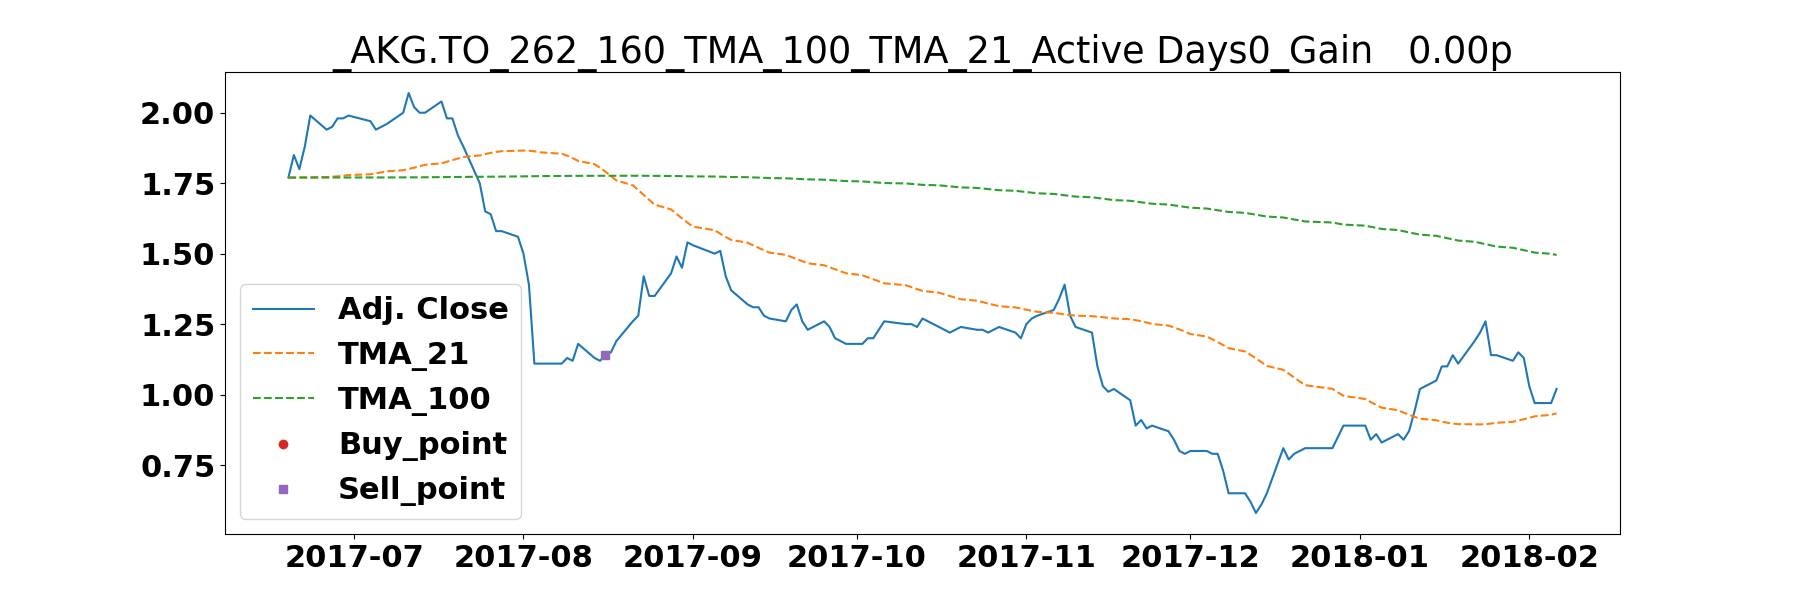 _AKG.TO_262_160_TMA_100_TMA_21_Active Days0_Gain   0.00p
2.00
1.75
1.50
1.25
1.00
0.75
Adj. Close
TMA_21
TMA_100
Buy_point
Sell_point
2017-07 2017-08 2017-09 2017-10 2017-11 2017-12 2018-01 2018-02